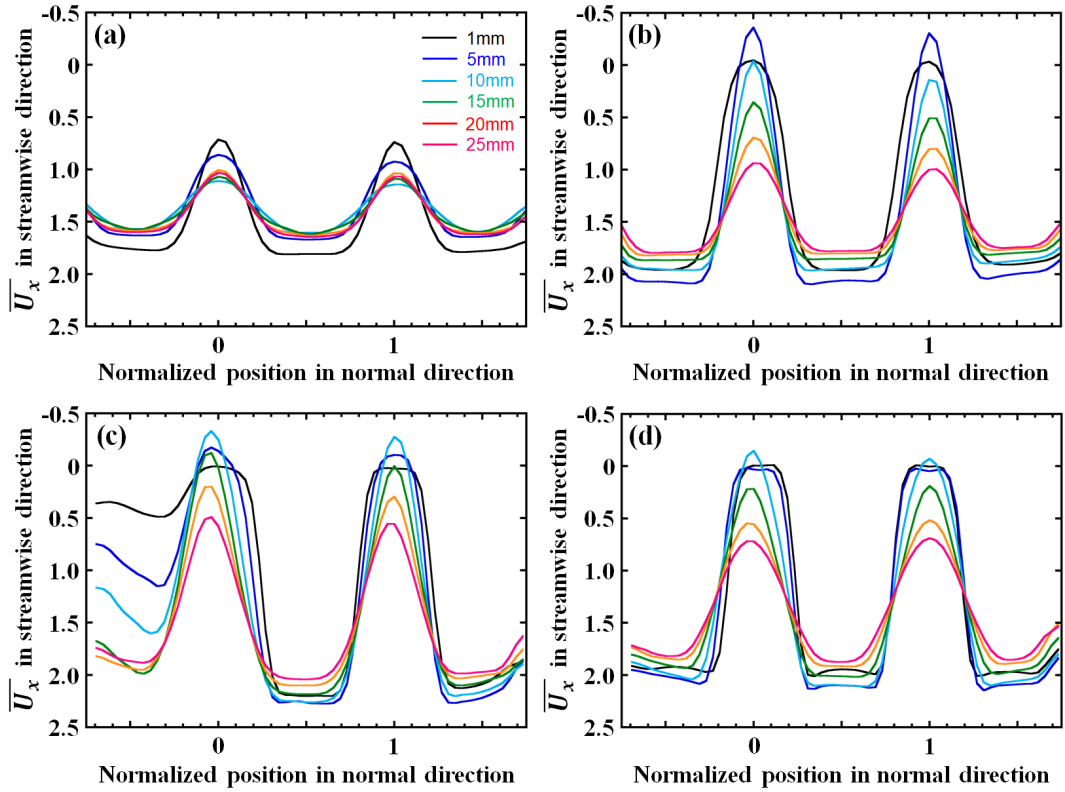 (a)
-0.5
0
0.5
1.0
1.5
2.0
2.5
U̅x in streamwise direction
1mm
5mm
10mm
15mm
20mm
25mm
0 1
Normalized position in normal direction
(b)
-0.5
0
0.5
1.0
1.5
2.0
2.5
U̅x in streamwise direction
0 1
Normalized position in normal direction
(c)
-0.5
0
0.5
1.0
1.5
2.0
2.5
U̅x in streamwise direction
0 1
Normalized position in normal direction
(d)
-0.5
0
0.5
1.0
1.5
2.0
2.5
U̅x in streamwise direction
0 1
Normalized position in normal direction